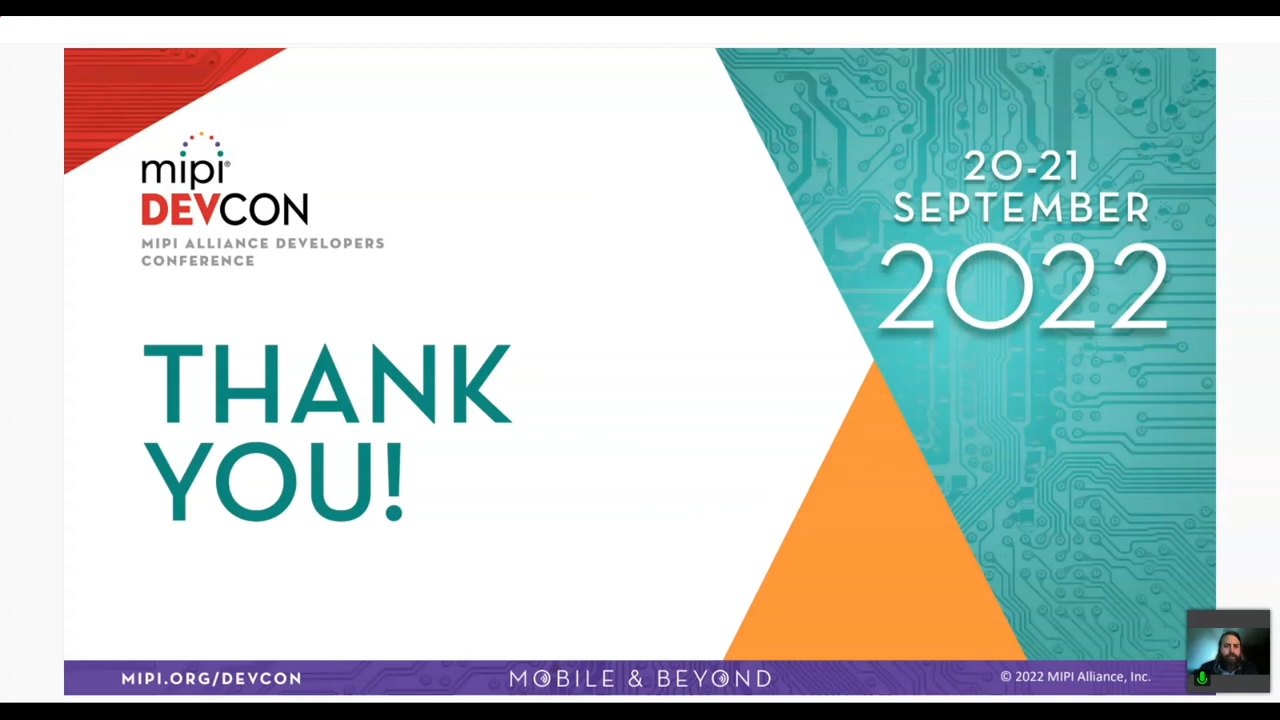 mipi®
DEVCON
MIPI ALLIANCE DEVELOPERS
CONFERENCE
THANK
YOU!
20-21
SEPTEMBER
2022
MIPI.ORG/DEVCON
MOBILE & BEYOND
© 2022 MIPI Alliance, Inc.